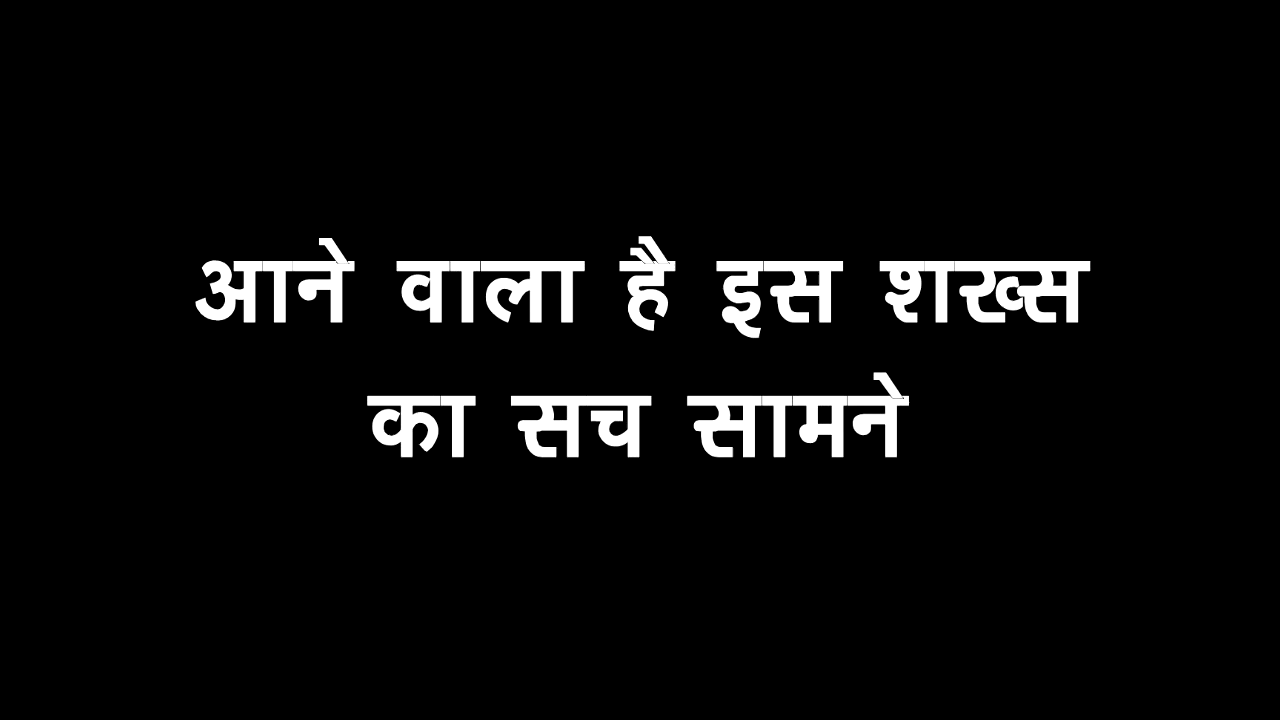 आने वाला है इस शख्स
का सच सामने